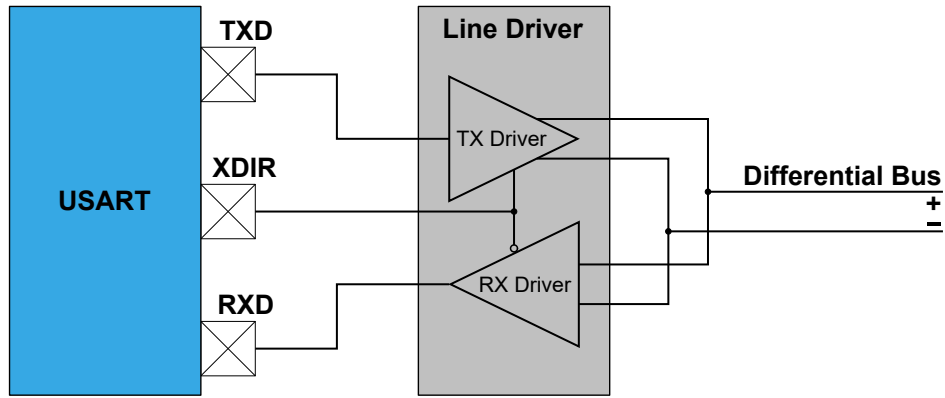 TXD
Line Driver
TX Driver
XDIR
Differential Bus
USART
+
−
RX Driver
RXD